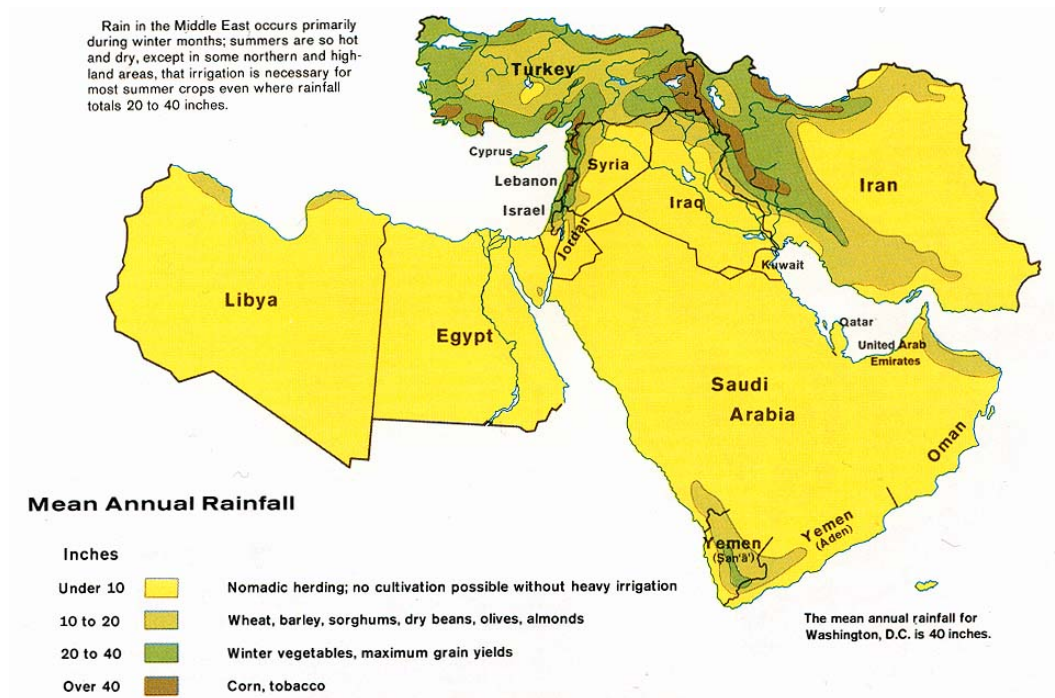 Rain in the Middle East occurs primarily
during winter months; summers are so hot
and dry, except in some northern and high-
land areas, that irrigation is necessary for
most summer crops even where rainfall
totals 20 to 40 inches.
Turkey
Cyprus
Syria
Lebanon
Iran
Israel
Iraq
Jordan
Kuwait
Libya
Egypt
Qatar
United Arab
Emirates
Saudi
Arabia
Oman
Yemen
(Aden)
Yemen
(Ṣan'ā')
Mean Annual Rainfall
Inches
Under 10 Nomadic herding; no cultivation possible without heavy irrigation
10 to 20 Wheat, barley, sorghums, dry beans, olives, almonds
20 to 40 Winter vegetables, maximum grain yields
Over 40 Corn, tobacco
The mean annual rainfall for
Washington, D.C. is 40 inches.